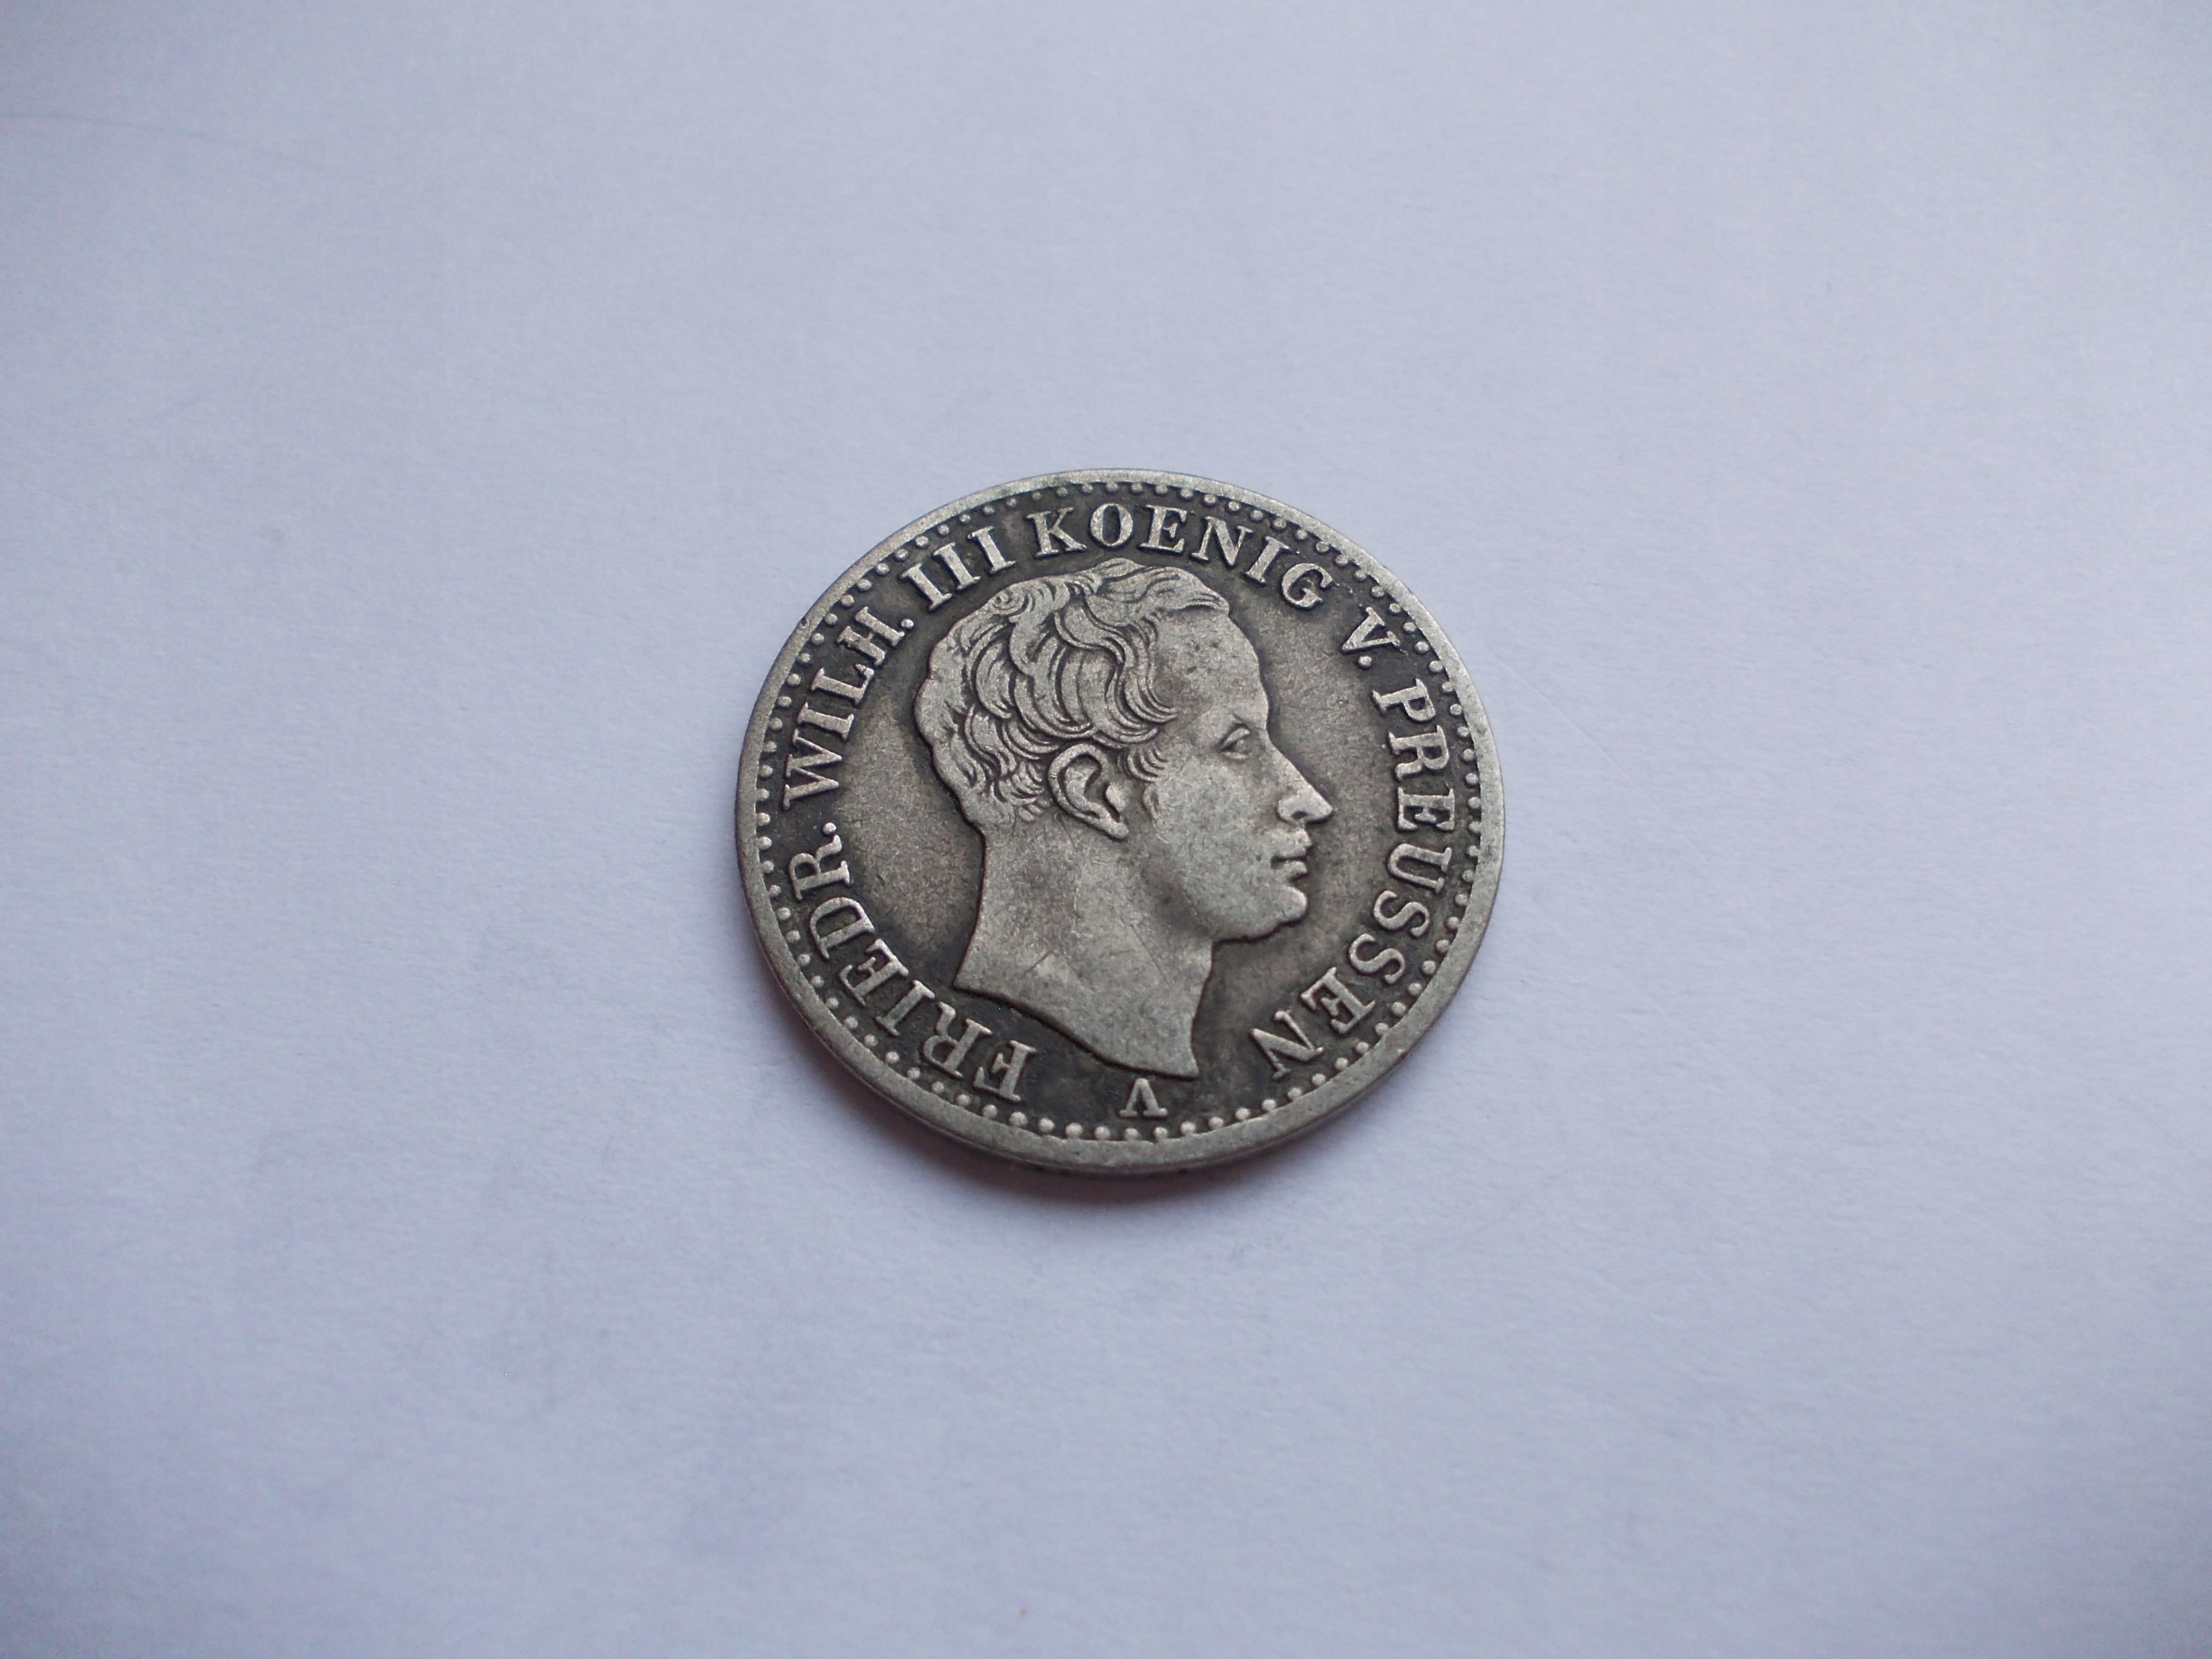 FRIEDR. WILH. III KOENIG V. PREUSSEN
A